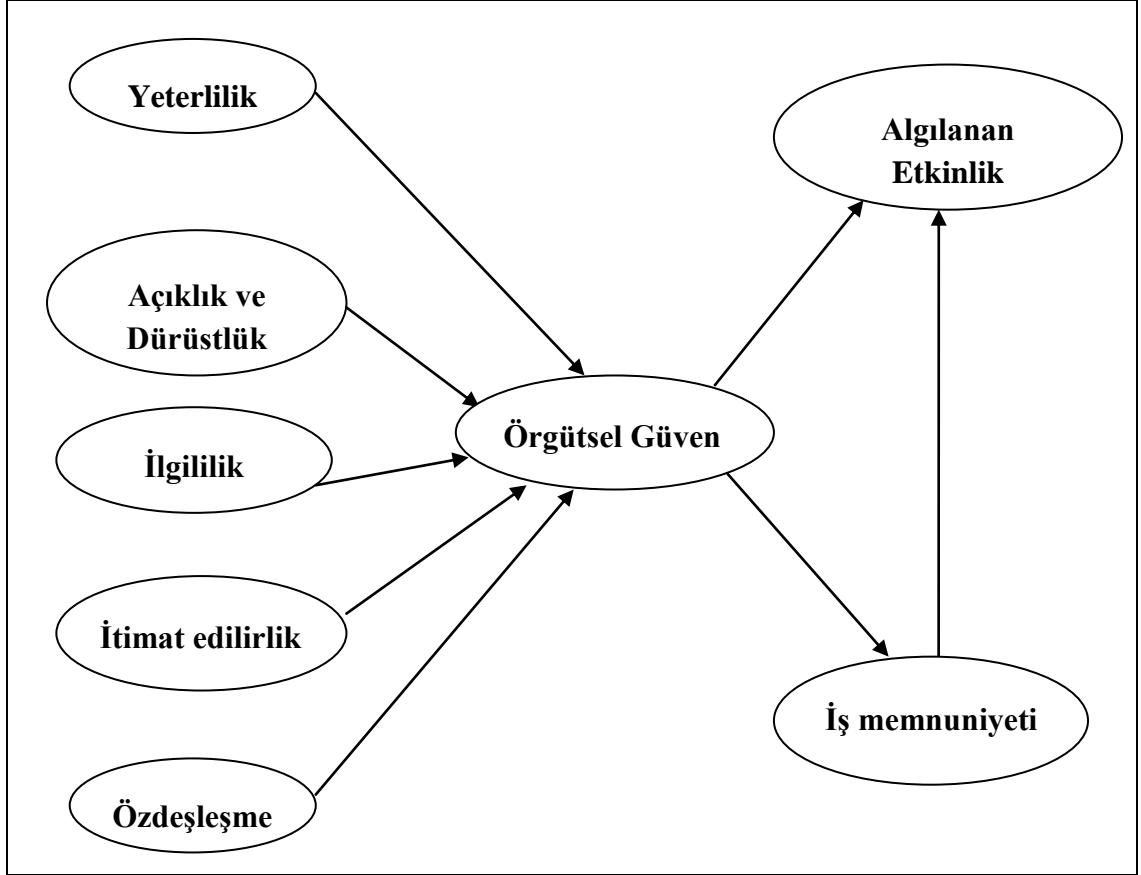 Yeterlilik
Açıklık ve
Dürüstlük
İlgililik
İtimat edilirlik
Özdeşleşme
Örgütsel Güven
Algılanan
Etkinlik
İş memnuniyeti